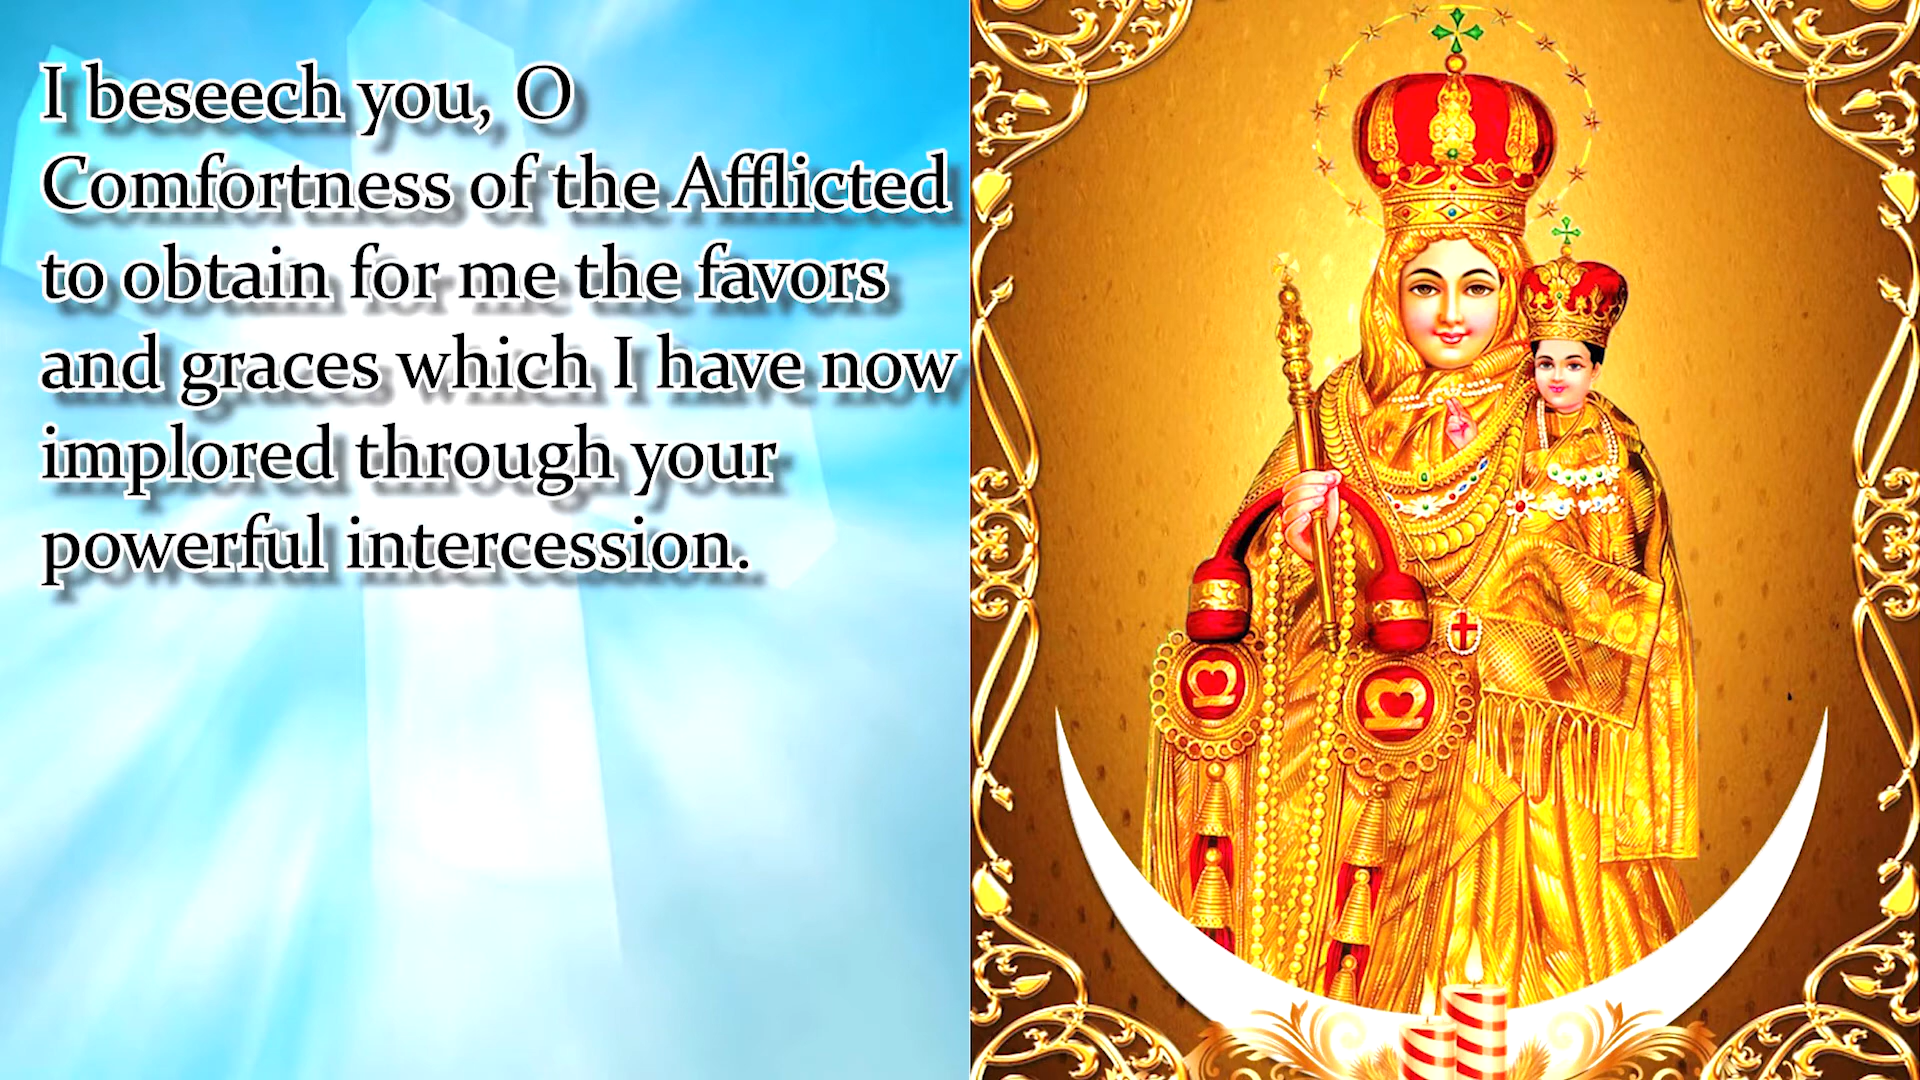 I beseech you, O
Comfortness of the Afflicted
to obtain for me the favors
and graces which I have now
implored through your
powerful intercession.